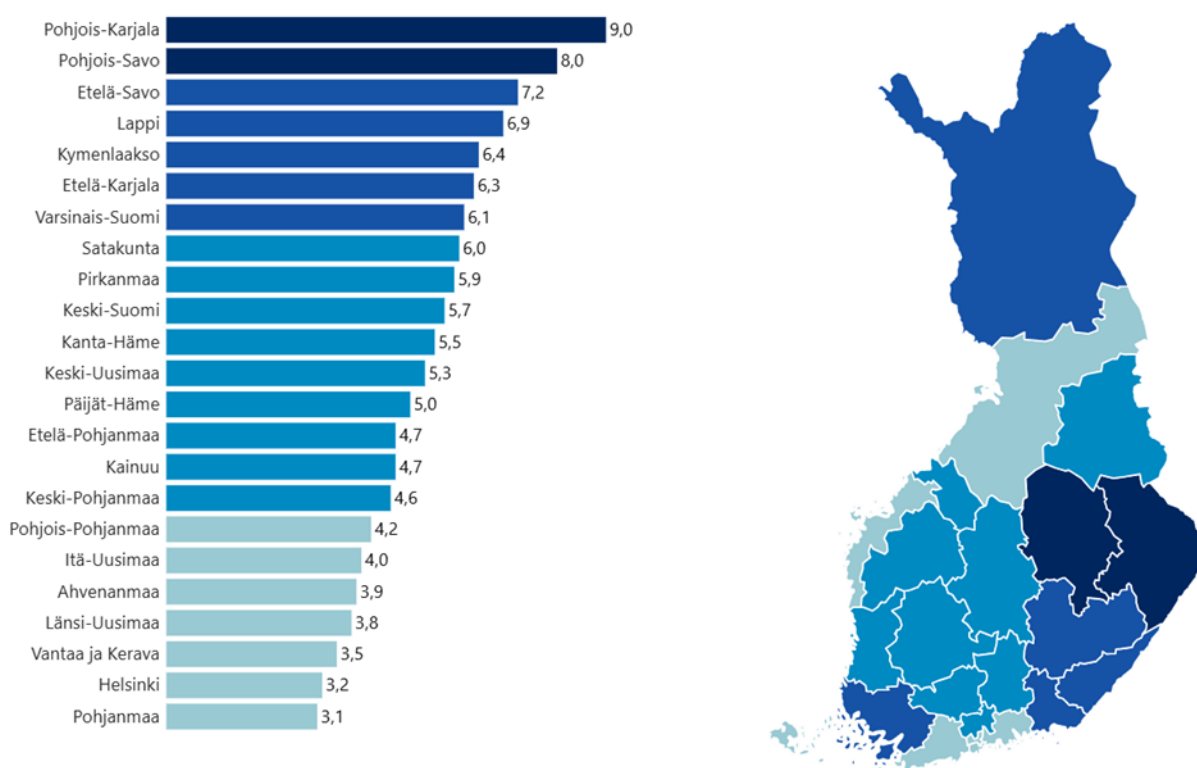 Pohjois-Karjala 9,0
Pohjois-Savo 8,0
Etelä-Savo 7,2
Lappi 6,9
Kymenlaakso 6,4
Etelä-Karjala 6,3
Varsinais-Suomi 6,1
Satakunta 6,0
Pirkanmaa 5,9
Keski-Suomi 5,7
Kanta-Häme 5,5
Keski-Uusimaa 5,3
Päijät-Häme 5,0
Etelä-Pohjanmaa 4,7
Kainuu 4,7
Keski-Pohjanmaa 4,6
Pohjois-Pohjanmaa 4,2
Itä-Uusimaa 4,0
Ahvenanmaa 3,9
Länsi-Uusimaa 3,8
Vantaa ja Kerava 3,5
Helsinki 3,2
Pohjanmaa 3,1